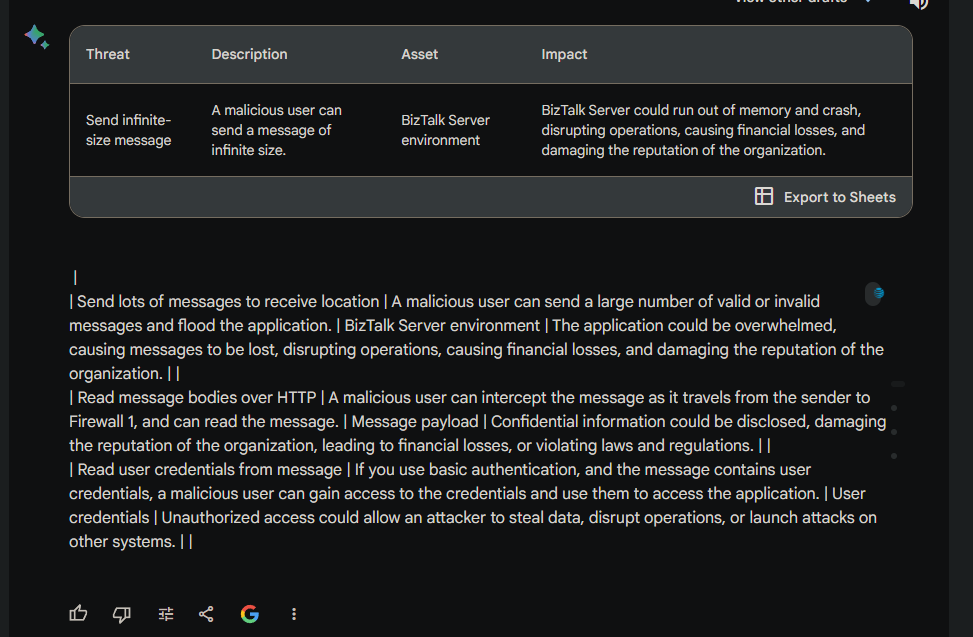 View other drafts
Threat Description Asset Impact
Send infinite-
size message
A malicious user can
send a message of
infinite size.
BizTalk Server
environment
BizTalk Server could run out of memory and crash,
disrupting operations, causing financial losses, and
damaging the reputation of the organization.
Export to Sheets
|
| Send lots of messages to receive location | A malicious user can send a large number of valid or invalid
messages and flood the application. | BizTalk Server environment | The application could be overwhelmed,
causing messages to be lost, disrupting operations, causing financial losses, and damaging the reputation of the
organization. | |
| Read message bodies over HTTP | A malicious user can intercept the message as it travels from the sender to
Firewall 1, and can read the message. | Message payload | Confidential information could be disclosed, damaging
the reputation of the organization, leading to financial losses, or violating laws and regulations. | |
| Read user credentials from message | If you use basic authentication, and the message contains user
credentials, a malicious user can gain access to the credentials and use them to access the application. | User
credentials | Unauthorized access could allow an attacker to steal data, disrupt operations, or launch attacks on
other systems. | |